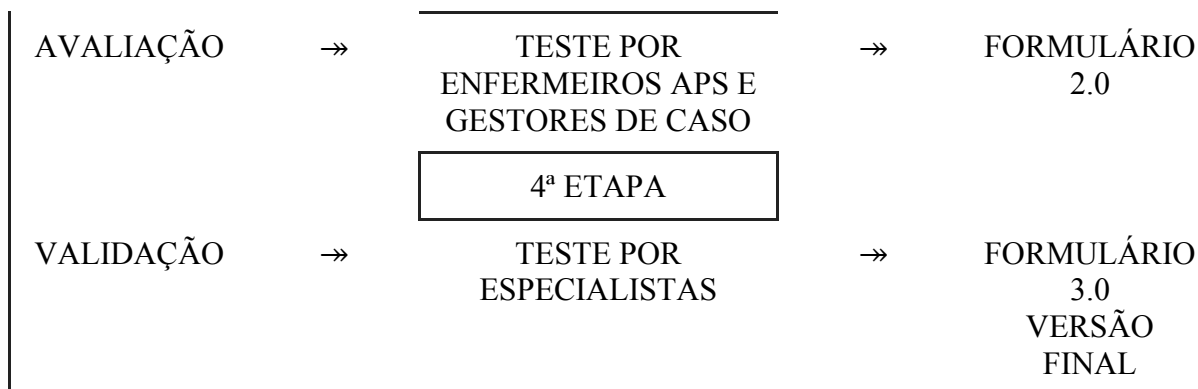 AVALIAÇÃO ↠ TESTE POR ↠ FORMULÁRIO
ENFERMEIROS APS E 2.0
GESTORES DE CASO
4ª ETAPA
VALIDAÇÃO ↠ TESTE POR ↠ FORMULÁRIO
ESPECIALISTAS 3.0
VERSÃO
FINAL